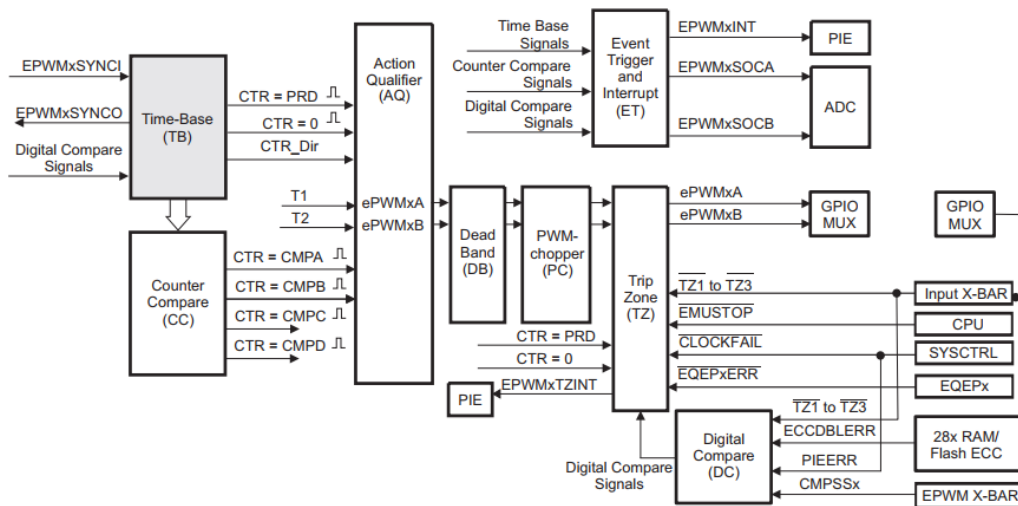 EPWMxSYNCI
EPWMxSYNCO
Digital Compare
Signals
Time-Base
(TB)
CTR = PRD
CTR = 0
CTR_Dir
T1
T2
Counter
Compare
(CC)
CTR = CMPA
CTR = CMPB
CTR = CMPC
CTR = CMPD
Action
Qualifier
(AQ)
ePWMxA
ePWMxB
Dead
Band
(DB)
PWM-
chopper
(PC)
Time Base
Signals
Counter Compare
Signals
Digital Compare
Signals
Event
Trigger
and
Interrupt
(ET)
EPWMxINT
EPWMxSOCA
EPWMxSOCB
PIE
ADC
Trip
Zone
(TZ)
CTR = PRD
CTR = 0
EPWMxTZINT
PIE
ePWMxA
ePWMxB
GPIO
MUX
GPIO
MUX
TZ1 to TZ3
EMUSTOP
CLOCKFAIL
EQEPxERR
Input X-BAR
CPU
SYSCTRL
EQEPx
Digital Compare
Signals
Digital
Compare
(DC)
TZ1 to TZ3
ECCDBLERR
PIEERR
CMPSSx
28x RAM/
Flash ECC
EPWM X-BAR